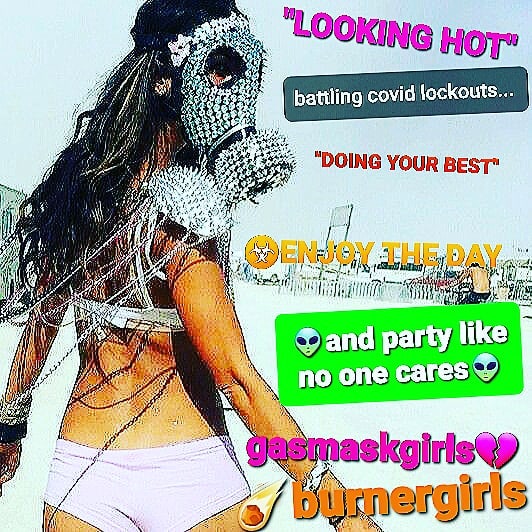 "LOOKING HOT"
battling covid lockouts...
"DOING YOUR BEST"
ENJOY THE DAY
👽and party like
no one cares👽
gasmaskgirls💔
☄️burnergirls